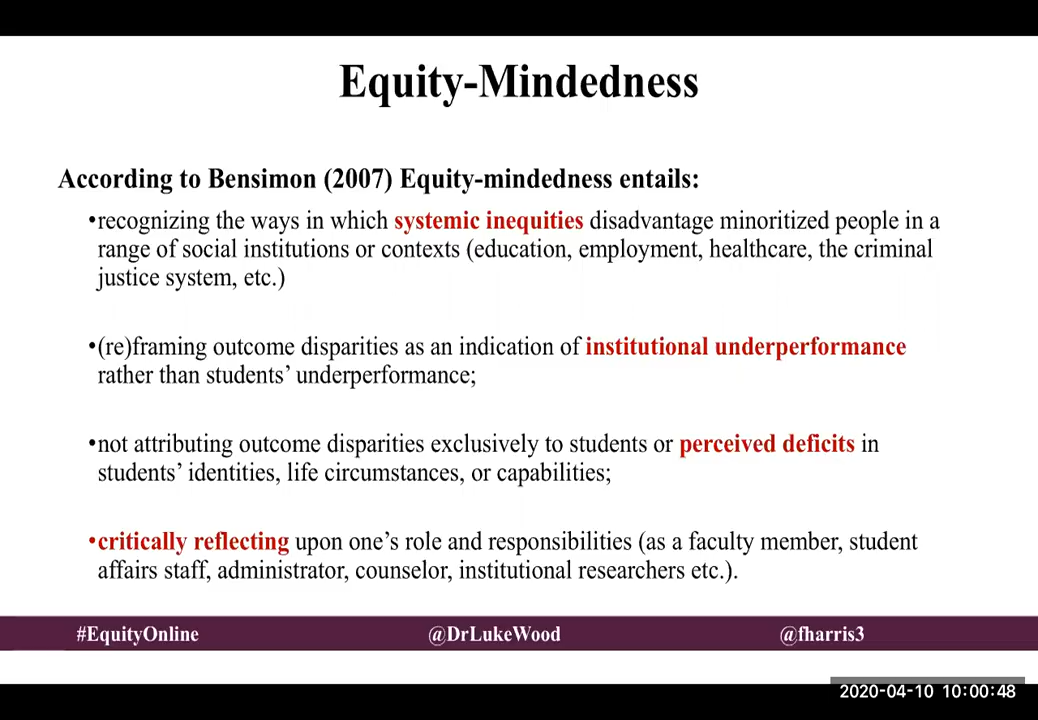 Equity-Mindedness
According to Bensimon (2007) Equity-mindedness entails:
•recognizing the ways in which systemic inequities disadvantage minoritized people in a
range of social institutions or contexts (education, employment, healthcare, the criminal
justice system, etc.)
•(re)framing outcome disparities as an indication of institutional underperformance
rather than students’ underperformance;
•not attributing outcome disparities exclusively to students or perceived deficits in
students’ identities, life circumstances, or capabilities;
•critically reflecting upon one’s role and responsibilities (as a faculty member, student
affairs staff, administrator, counselor, institutional researchers etc.).
#EquityOnline @DrLukeWood @fharris3
2020-04-10 10:00:48